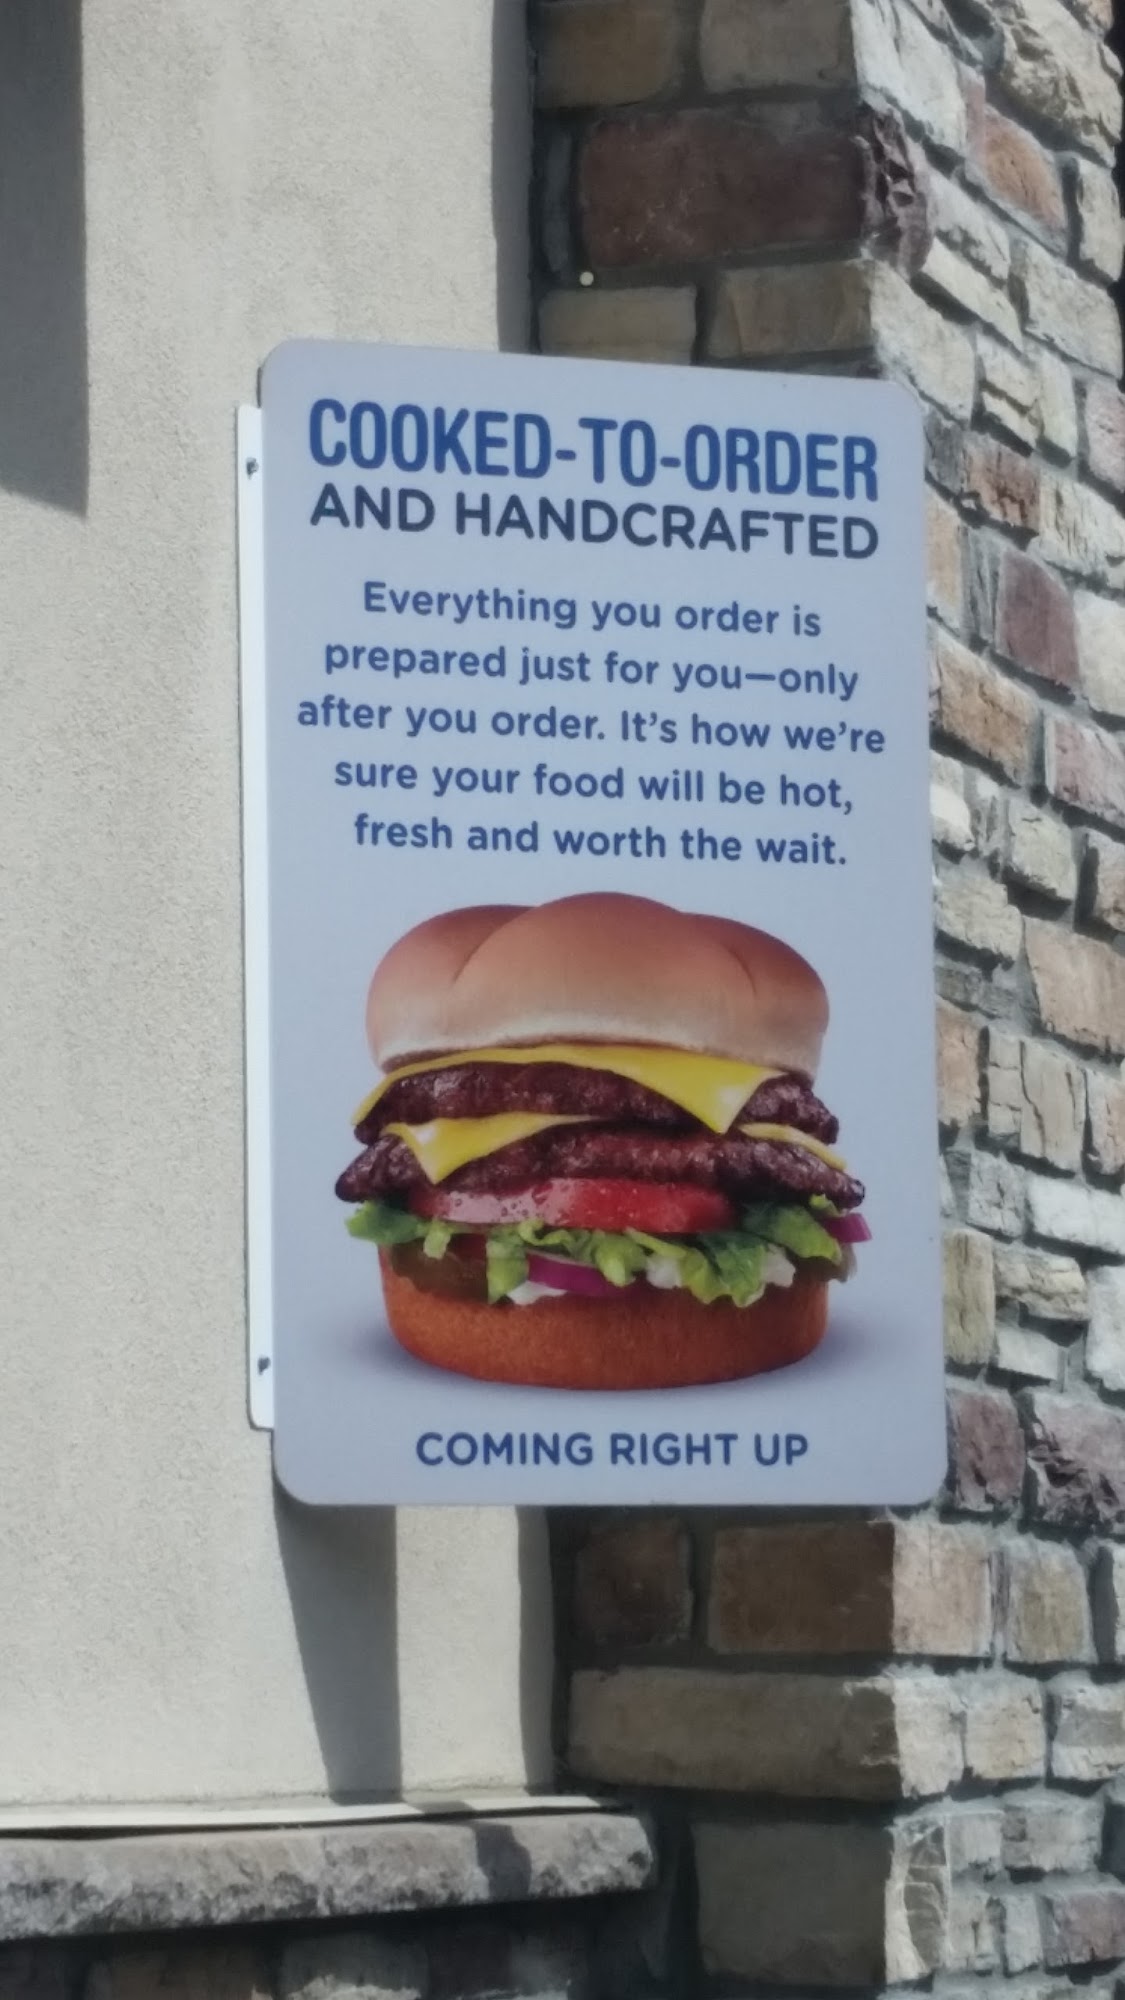 COOKED-TO-ORDER
AND HANDCRAFTED
Everything you order is
prepared just for you—only
after you order. It's how we're
sure your food will be hot,
fresh and worth the wait.
COMING RIGHT UP